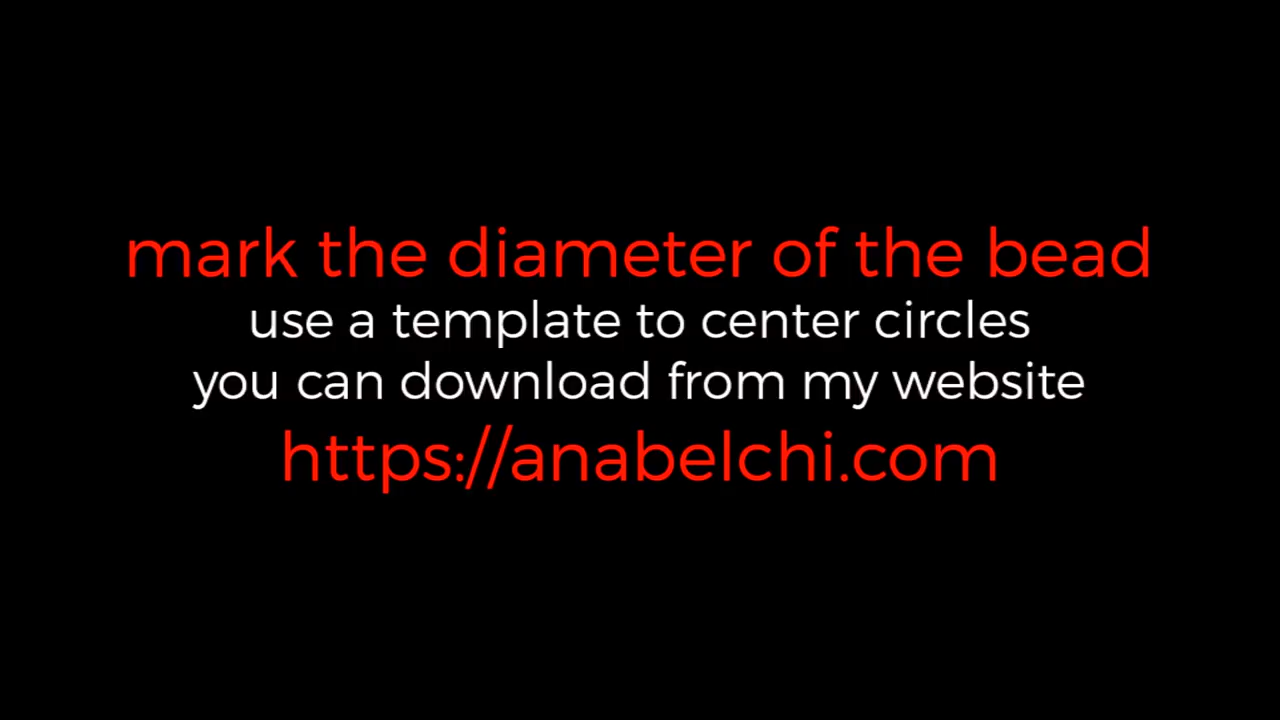 mark the diameter of the bead
use a template to center circles
you can download from my website
https://anabelchi.com